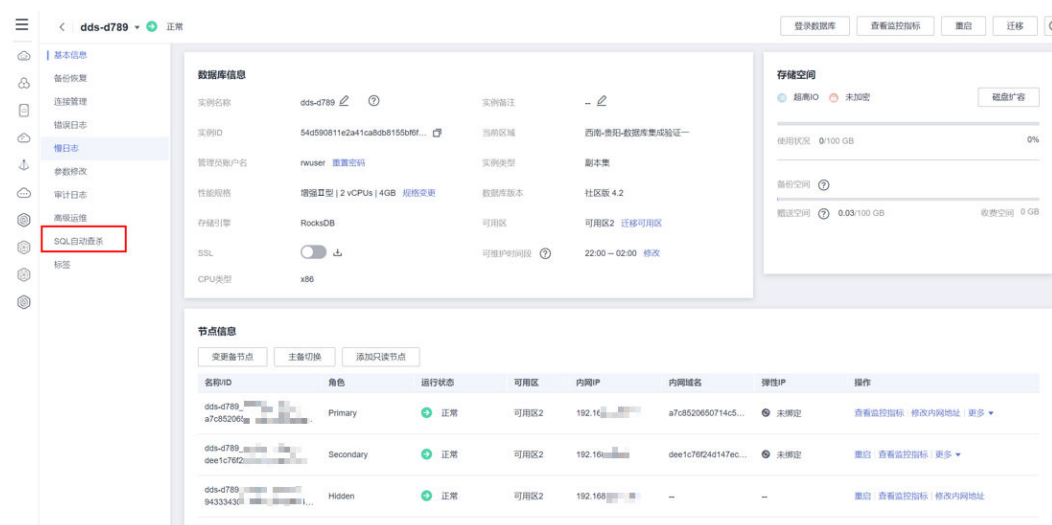 dds-d789 正常
登录数据库 查看监控指标 重启 迁移
基本信息
备份恢复
连接管理
错误日志
慢日志
参数修改
审计日志
高级运维
SQL自动查杀
标签
数据库信息
实例名称 dds-d789 实例备注 --
实例ID 54d590811e2a41ca8db8155bf6f... 当前区域 西南-贵阳-数据库集成验证一
管理员账户名 rwuser 重置密码 实例类型 副本集
性能规格 增强Ⅱ型 | 2 vCPUs | 4GB 规格变更 数据库版本 社区版 4.2
存储引擎 RocksDB 可用区 可用区2 迁移可用区
SSL 可维护时间段 22:00 – 02:00 修改
CPU类型 x86
存储空间
超高IO 未加密 磁盘扩容
使用状况 0/100 GB 0%
备份空间
赠送空间 0.03/100 GB 收费空间 0 GB
节点信息
变更备节点 主备切换 添加只读节点
名称/ID 角色 运行状态 可用区 内网IP 内网域名 弹性IP 操作
dds-d789_
a7c85206 Primary 正常 可用区2 192.16 a7c8520650714c5... 未绑定 查看监控指标 修改内网地址 更多
dds-d789_
dee1c76f2 Secondary 正常 可用区2 192.16 dee1c76f24d147ec... 未绑定 重启 查看监控指标 更多
dds-d789
94333430 Hidden 正常 可用区2 192.168 -- -- 重启 查看监控指标 修改内网地址